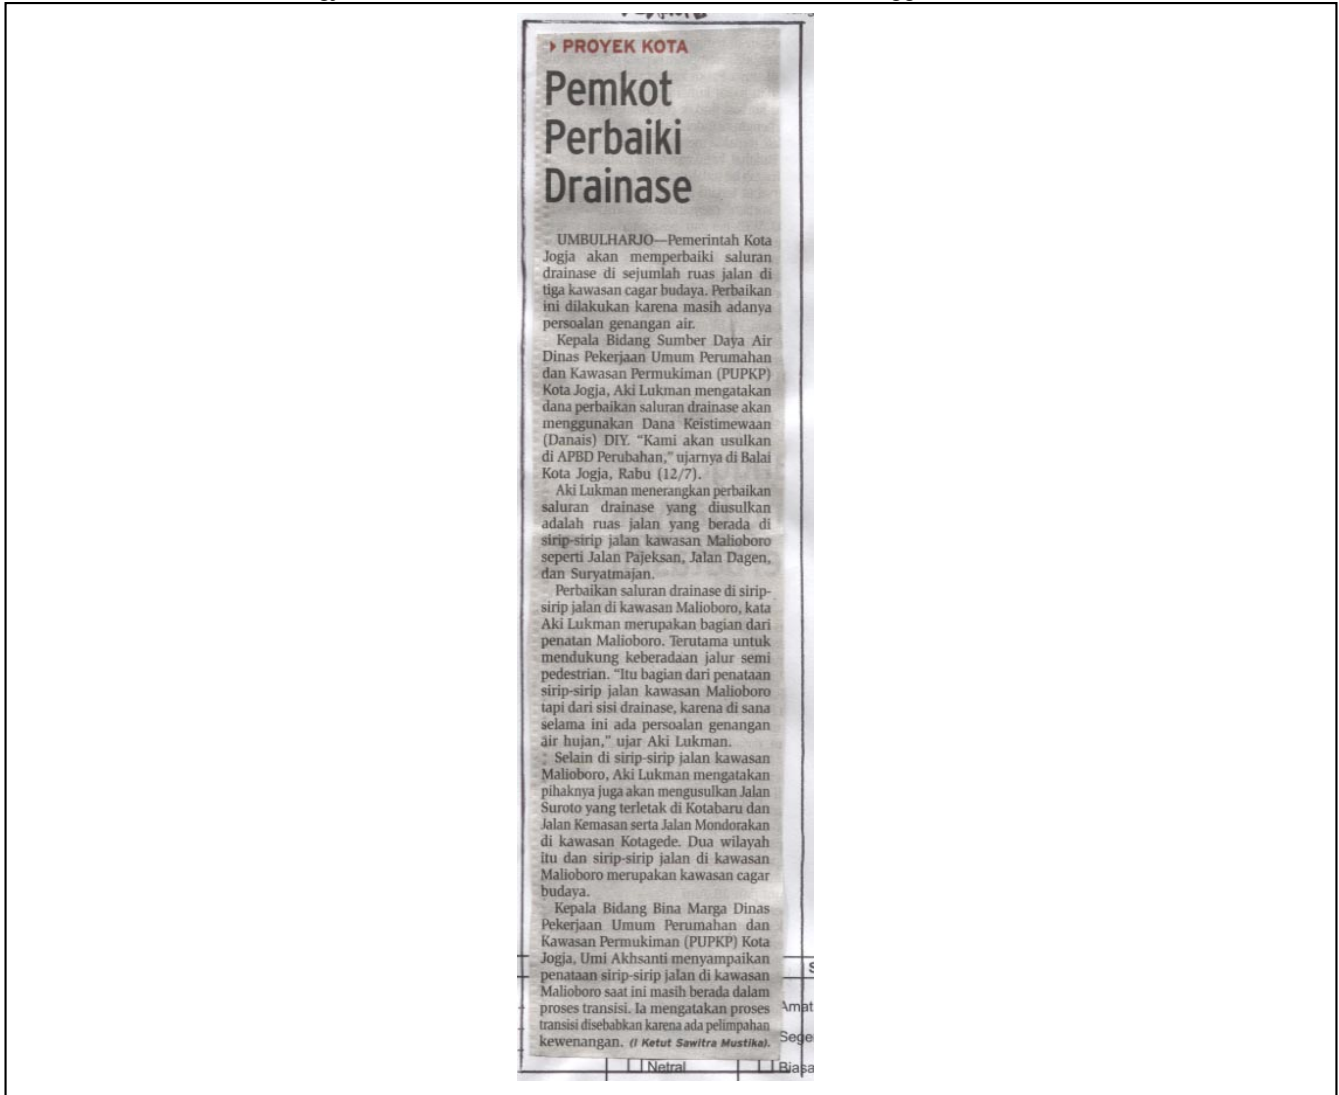 PROYEK KOTA
Pemkot
Perbaiki
Drainase
UMBULHARJO—Pemerintah Kota
Jogja akan memperbaiki saluran
drainase di sejumlah ruas jalan di
tiga kawasan cagar budaya. Perbaikan
ini dilakukan karena masih adanya
persoalan genangan air.
Kepala Bidang Sumber Daya Air
Dinas Pekerjaan Umum Perumahan
dan Kawasan Permukiman (PUPKP)
Kota Jogja, Aki Lukman mengatakan
dana perbaikan saluran drainase akan
menggunakan Dana Keistimewaan
(Danais) DIY. “Kami akan usulkan
di APBD Perubahan,” ujarnya di Balai
Kota Jogja, Rabu (12/7).
Aki Lukman menerangkan perbaikan
saluran drainase yang diusulkan
adalah ruas jalan yang berada di
sirip-sirip jalan kawasan Malioboro
seperti Jalan Pajeksan, Jalan Dagen,
dan Suryatmajan.
Perbaikan saluran drainase di sirip-
sirip jalan di kawasan Malioboro, kata
Aki Lukman merupakan bagian dari
penatan Malioboro. Terutama untuk
mendukung keberadaan jalur semi
pedestrian. “Itu bagian dari penataan
sirip-sirip jalan kawasan Malioboro
tapi dari sisi drainase, karena di sana
selama ini ada persoalan genangan
air hujan,” ujar Aki Lukman.
Selain di sirip-sirip jalan kawasan
Malioboro, Aki Lukman mengatakan
pihaknya juga akan mengusulkan Jalan
Suroto yang terletak di Kotabaru dan
Jalan Kemasan serta Jalan Mondorakan
di kawasan Kotagede. Dua wilayah
itu dan sirip-sirip jalan di kawasan
Malioboro merupakan kawasan cagar
budaya.
Kepala Bidang Bina Marga Dinas
Pekerjaan Umum Perumahan dan
Kawasan Permukiman (PUPKP) Kota
Jogja, Umi Akhsanti menyampaikan
penataan sirip-sirip jalan di kawasan
Malioboro saat ini masih berada dalam
proses transisi. Ia mengatakan proses
transisi disebabkan karena ada pelimpahan
kewenangan. (I Ketut Sawitra Mustika).
Amat
Sege
Netral
Biasa